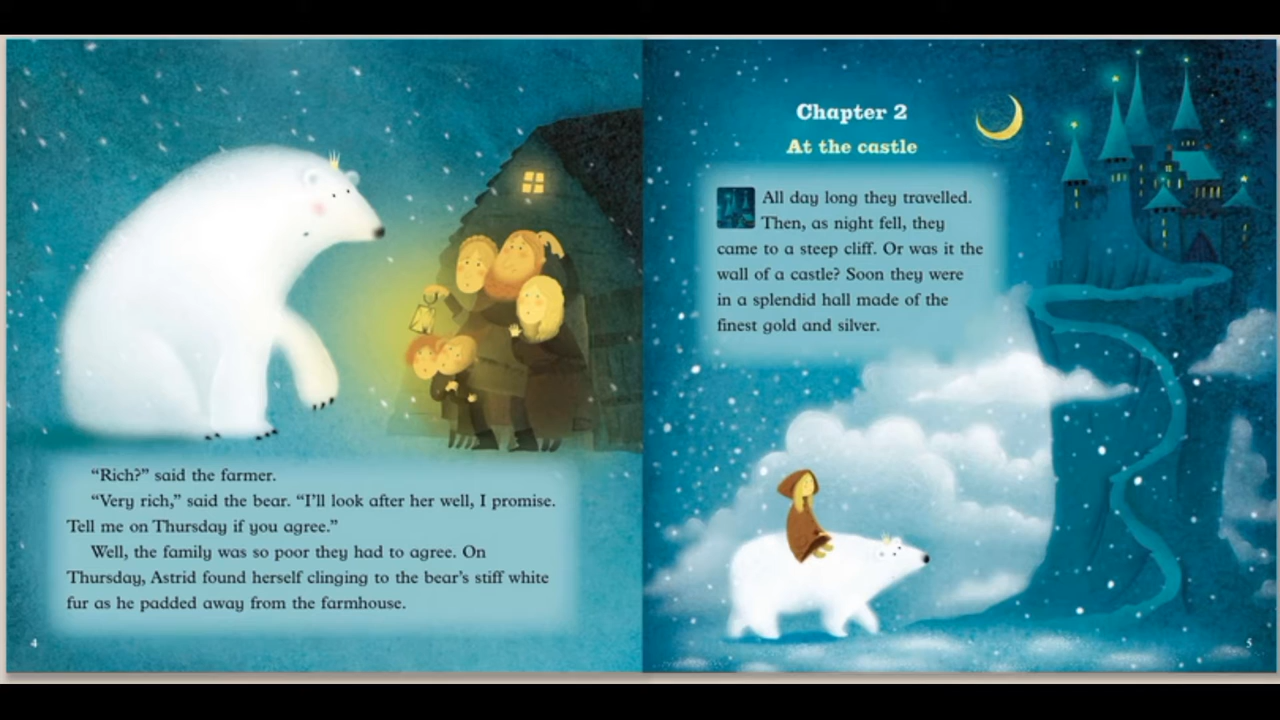 “Rich?” said the farmer.
“Very rich,” said the bear. “I’ll look after her well, I promise.
Tell me on Thursday if you agree.”
Well, the family was so poor they had to agree. On
Thursday, Astrid found herself clinging to the bear’s stiff white
fur as he padded away from the farmhouse.
4
Chapter 2
At the castle
All day long they travelled.
Then, as night fell, they
came to a steep cliff. Or was it the
wall of a castle? Soon they were
in a splendid hall made of the
finest gold and silver.
5